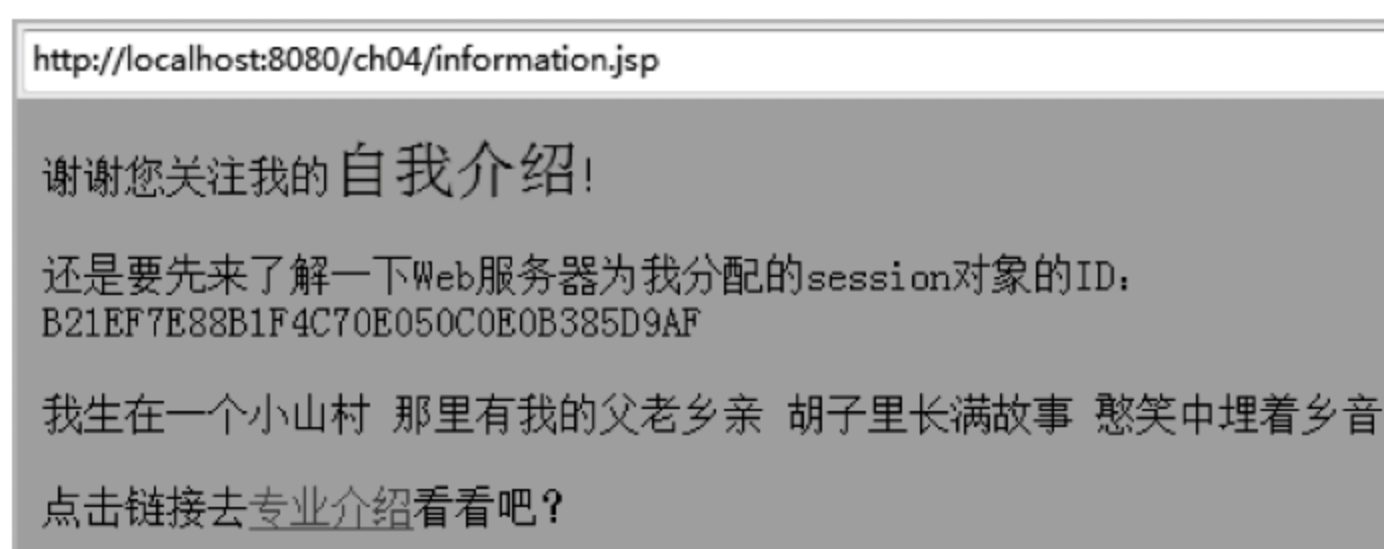 http://localhost:8080/ch04/information.jsp
谢谢您关注我的自我介绍!
还是要先来了解一下Web服务器为我分配的session对象的ID:
B21EF7E88B1F4C70E050C0E0B385D9AF
我生在一个小山村 那里有我的父老乡亲 胡子里长满故事 憨笑中埋着乡音
点击链接去专业介绍看看吧?